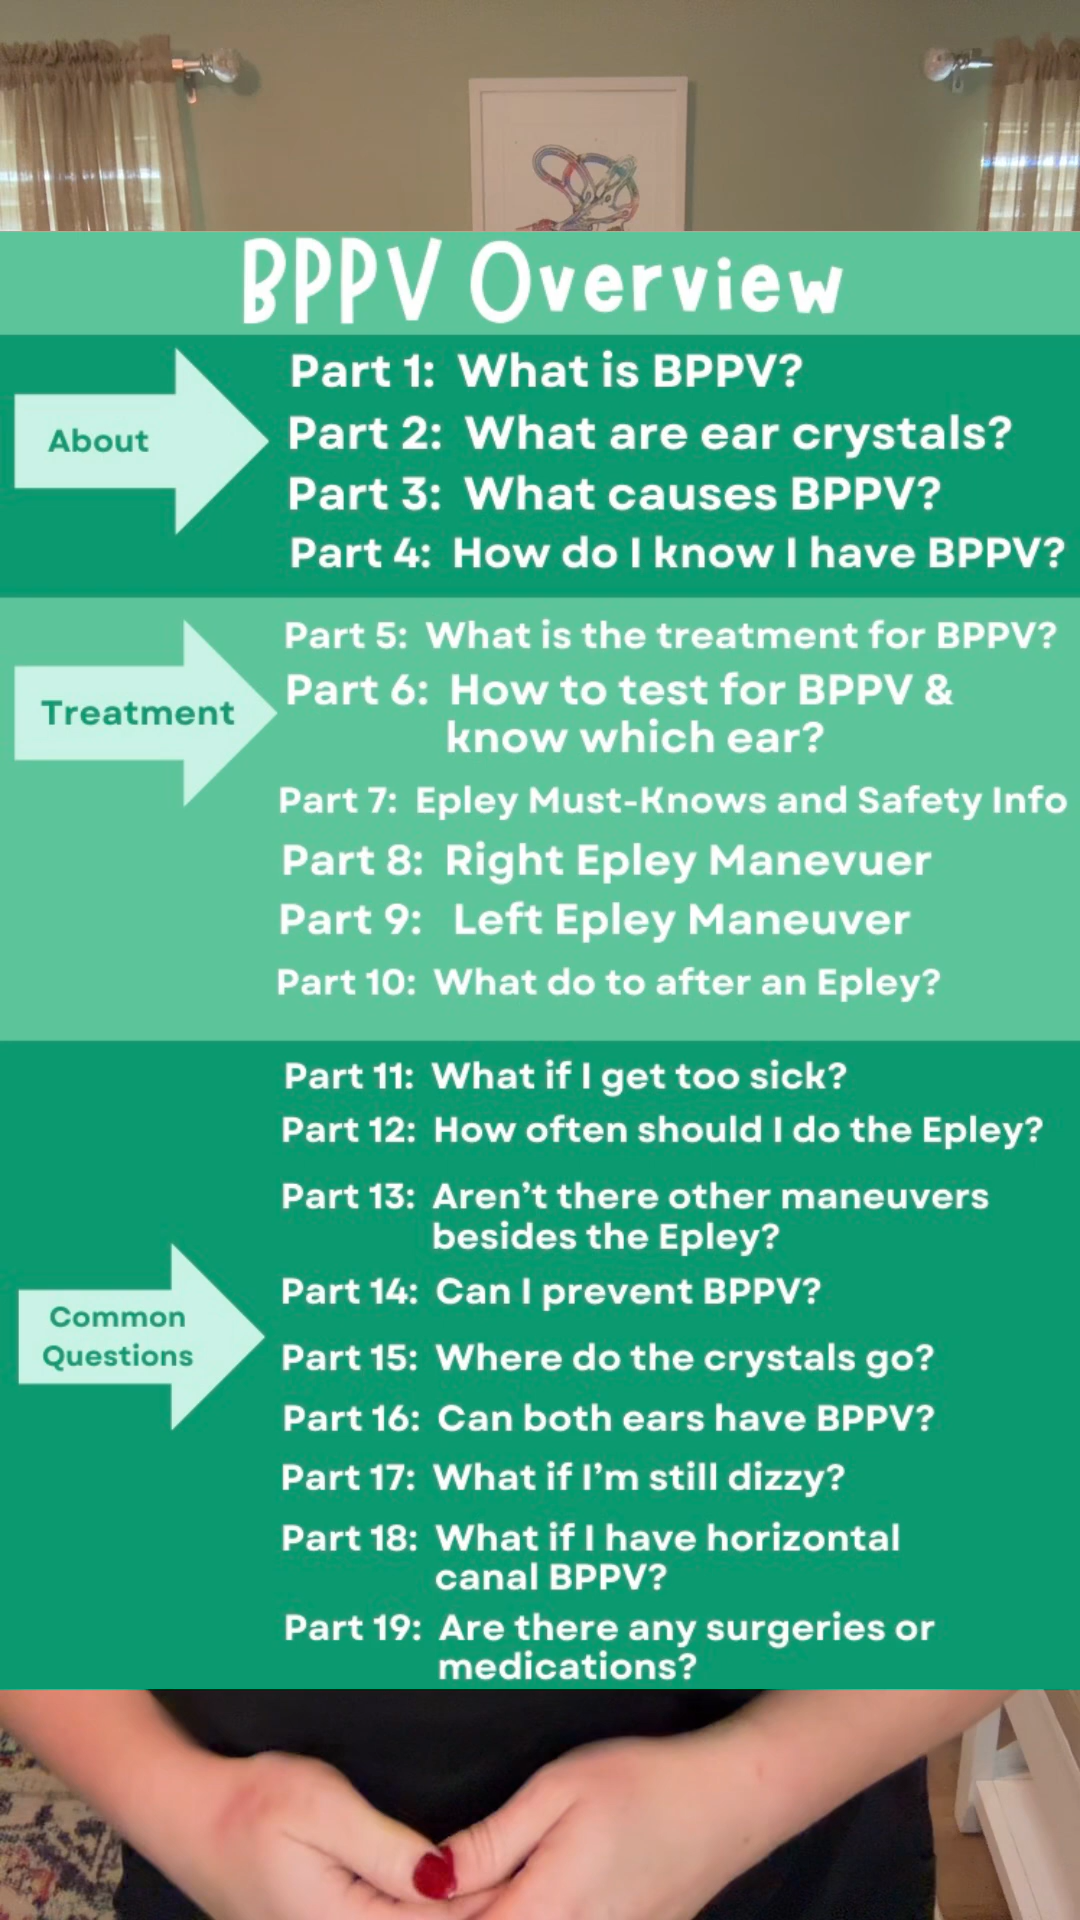 BPPV Overview
About
Part 1: What is BPPV?
Part 2: What are ear crystals?
Part 3: What causes BPPV?
Part 4: How do I know I have BPPV?
Treatment
Part 5: What is the treatment for BPPV?
Part 6: How to test for BPPV &
know which ear?
Part 7: Epley Must-Knows and Safety Info
Part 8: Right Epley Manevuer
Part 9: Left Epley Maneuver
Part 10: What do to after an Epley?
Common
Questions
Part 11: What if I get too sick?
Part 12: How often should I do the Epley?
Part 13: Aren't there other maneuvers
besides the Epley?
Part 14: Can I prevent BPPV?
Part 15: Where do the crystals go?
Part 16: Can both ears have BPPV?
Part 17: What if I'm still dizzy?
Part 18: What if I have horizontal
canal BPPV?
Part 19: Are there any surgeries or
medications?